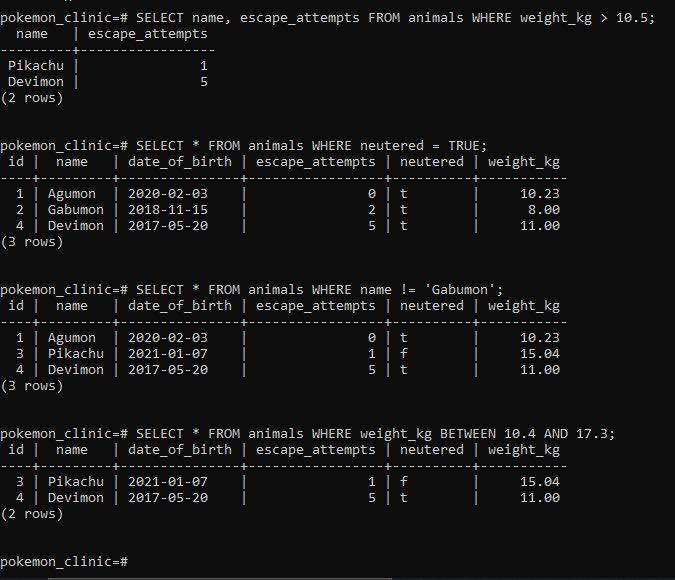 pokemon_clinic=# SELECT name, escape_attempts FROM animals WHERE weight_kg > 10.5;
  name   | escape_attempts
---------+-----------------
 Pikachu |               1
 Devimon |               5
(2 rows)

pokemon_clinic=# SELECT * FROM animals WHERE neutered = TRUE;
 id |  name   | date_of_birth | escape_attempts | neutered | weight_kg
----+---------+---------------+-----------------+----------+-----------
  1 | Agumon  | 2020-02-03    |               0 | t        |     10.23
  2 | Gabumon | 2018-11-15    |               2 | t        |      8.00
  4 | Devimon | 2017-05-20    |               5 | t        |     11.00
(3 rows)

pokemon_clinic=# SELECT * FROM animals WHERE name != 'Gabumon';
 id |  name   | date_of_birth | escape_attempts | neutered | weight_kg
----+---------+---------------+-----------------+----------+-----------
  1 | Agumon  | 2020-02-03    |               0 | t        |     10.23
  3 | Pikachu | 2021-01-07    |               1 | f        |     15.04
  4 | Devimon | 2017-05-20    |               5 | t        |     11.00
(3 rows)

pokemon_clinic=# SELECT * FROM animals WHERE weight_kg BETWEEN 10.4 AND 17.3;
 id |  name   | date_of_birth | escape_attempts | neutered | weight_kg
----+---------+---------------+-----------------+----------+-----------
  3 | Pikachu | 2021-01-07    |               1 | f        |     15.04
  4 | Devimon | 2017-05-20    |               5 | t        |     11.00
(2 rows)

pokemon_clinic=#